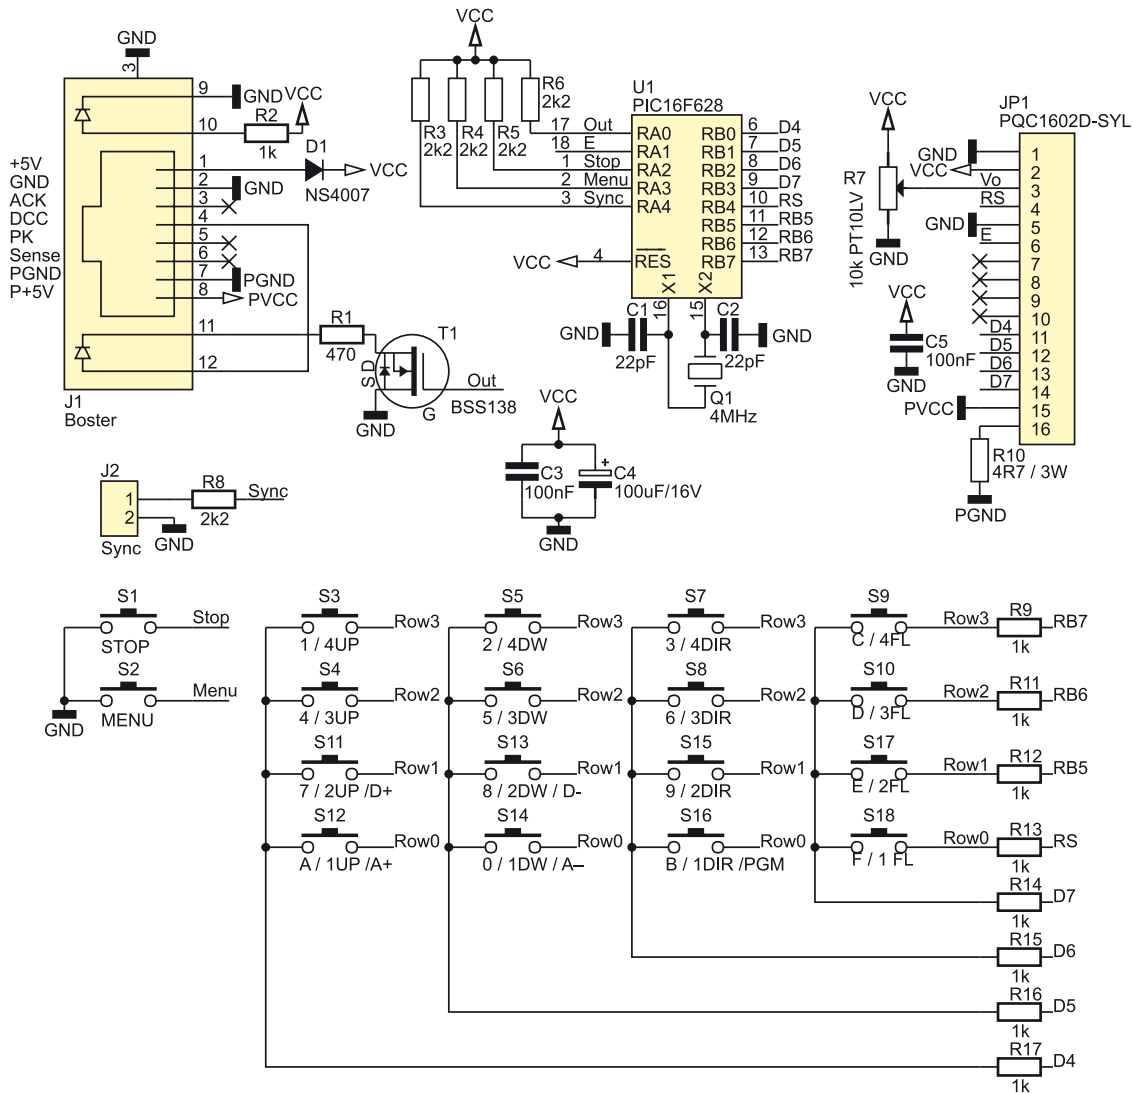 GND
3
9
GND
VCC
10
R2
1k
+5V
GND
ACK
DCC
PK
Sense
PGND
P+5V
1
D1
NS4007
VCC
2
GND
3
4
5
6
7
PGND
8
PVCC
11
12
J1
Boster
R1
470
T1
S D
G
Out
BSS138
GND
VCC
R3
2k2
R4
2k2
R5
2k2
R6
2k2
U1
PIC16F628
17 Out RA0
18 E RA1
1 Stop RA2
2 Menu RA3
3 Sync RA4
VCC 4 RES
RB0 6 D4
RB1 7 D5
RB2 8 D6
RB3 9 D7
RB4 10 RS
RB5 11 RB5
RB6 12 RB6
RB7 13 RB7
X1
X2
16
15
GND
C1
22pF
C2
22pF
GND
Q1
4MHz
VCC
C3
100nF
+
C4
100uF/16V
GND
VCC
R7
10k PT10LV
GND
VCC
C5
100nF
GND
JP1
PQC1602D-SYL
GND 1
VCC 2
Vo 3
RS 4
GND 5
E 6
7
8
9
10
D4 11
D5 12
D6 13
D7 14
PVCC 15
16
R10
4R7 / 3W
PGND
J2
1
2
Sync
R8
2k2
Sync
GND
S1
Stop
STOP
S2
Menu
MENU
GND
S3
Row3
1 / 4UP
S5
Row3
2 / 4DW
S7
Row3
3 / 4DIR
S9
Row3
C / 4FL
R9
1k
RB7
S4
Row2
4 / 3UP
S6
Row2
5 / 3DW
S8
Row2
6 / 3DIR
S10
Row2
D / 3FL
R11
1k
RB6
S11
Row1
7 / 2UP /D+
S13
Row1
8 / 2DW / D-
S15
Row1
9 / 2DIR
S17
Row1
E / 2FL
R12
1k
RB5
S12
Row0
A / 1UP /A+
S14
Row0
0 / 1DW / A–
S16
Row0
B / 1DIR /PGM
S18
Row0
F / 1 FL
R13
1k
RS
R14
1k
D7
R15
1k
D6
R16
1k
D5
R17
1k
D4